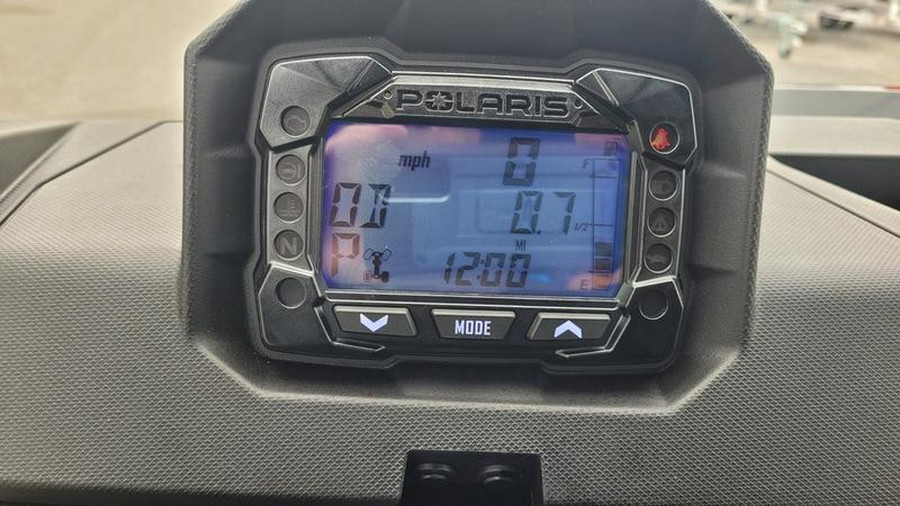 POLARIS
mph 0
F
OD 0.7
1/2
MI
P 12:00
E
N
MODE